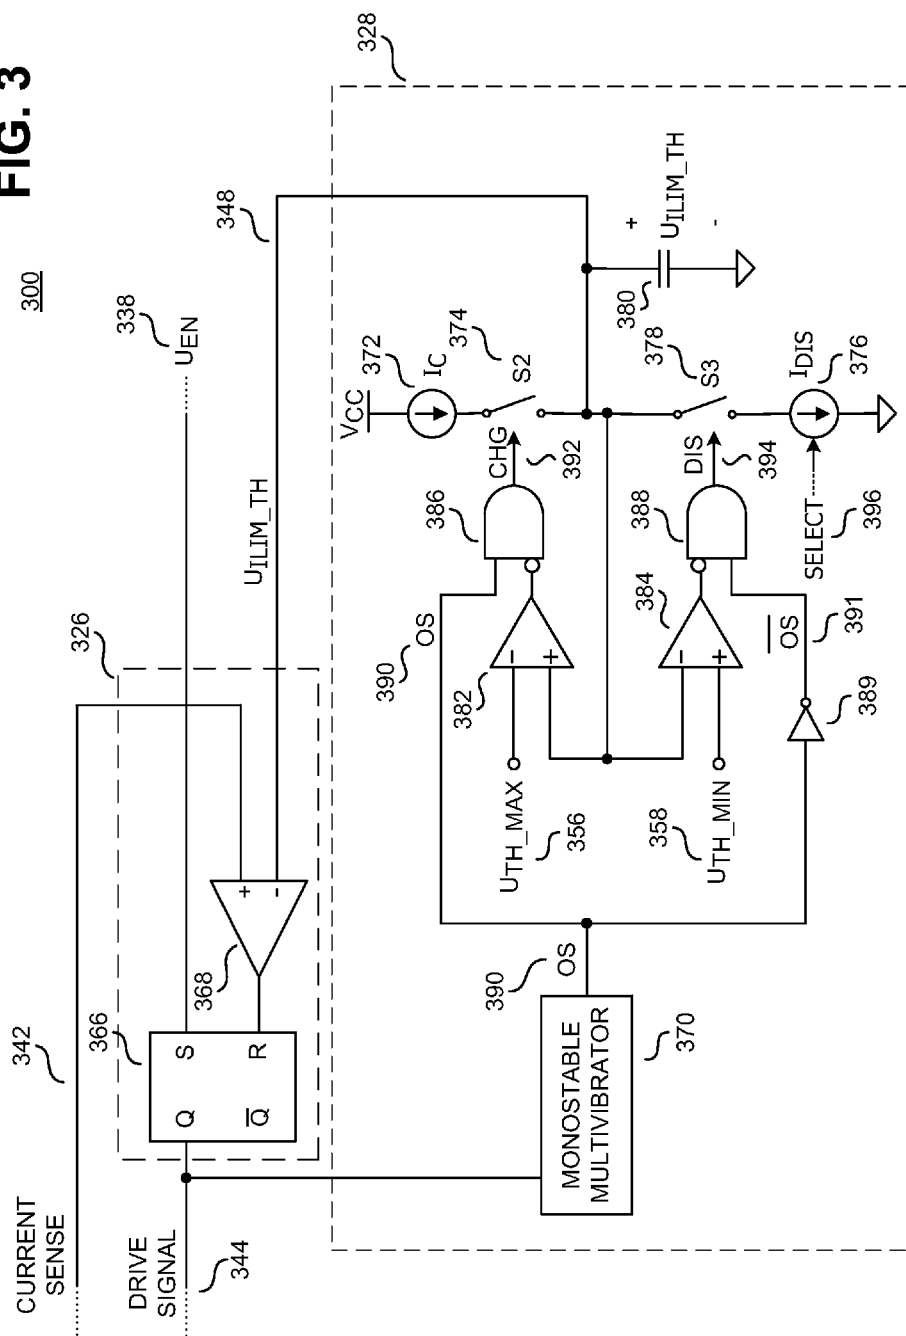 FIG. 3
300
CURRENT
SENSE
342
DRIVE
SIGNAL
344
326
366
Q
S
Q
R
368
+
-
338
UEN
348
UILIM_TH
328
MONOSTABLE
MULTIVIBRATOR
370
390
OS
390
OS
UTH_MAX
356
382
-
+
386
CHG
392
VCC
372
IC
374
S2
UTH_MIN
358
384
-
+
388
DIS
394
378
S3
IDIS
376
380
+
UILIM_TH
-
389
OS
391
SELECT
396